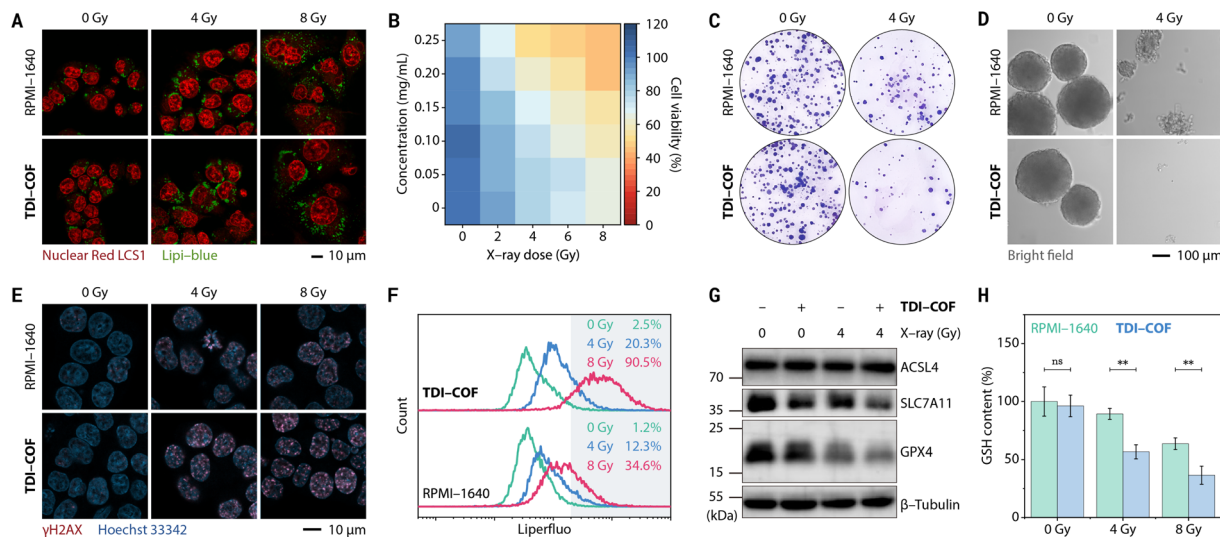 A
0 Gy 4 Gy 8 Gy
RPMI–1640
TDI–COF
Nuclear Red LCS1 Lipi–blue 10 µm
B
Concentration (mg/mL)
0.25
0.20
0.15
0.10
0.05
0
0 2 4 6 8
X–ray dose (Gy)
120
100
80
60
40
20
0
Cell viability (%)
C
0 Gy 4 Gy
RPMI–1640
TDI–COF
D
0 Gy 4 Gy
RPMI–1640
TDI–COF
Bright field 100 µm
E
0 Gy 4 Gy 8 Gy
RPMI–1640
TDI–COF
γH2AX Hoechst 33342 10 µm
F
Count
0 Gy 2.5%
4 Gy 20.3%
8 Gy 90.5%
TDI–COF
0 Gy 1.2%
4 Gy 12.3%
8 Gy 34.6%
RPMI–1640
Liperfluo
G
– + – + TDI–COF
0 0 4 4 X–ray (Gy)
70
ACSL4
35
SLC7A11
25
GPX4
15
55
(kDa)
β–Tubulin
H
RPMI–1640 TDI–COF
GSH content (%)
150
100
50
0
ns ** **
0 Gy 4 Gy 8 Gy